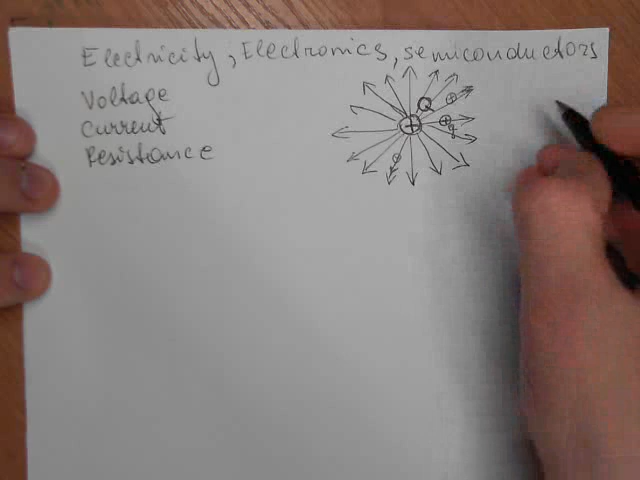 Electricity, Electronics, semiconductors
Voltage
Current
Resistance
Q
+
+
+
q